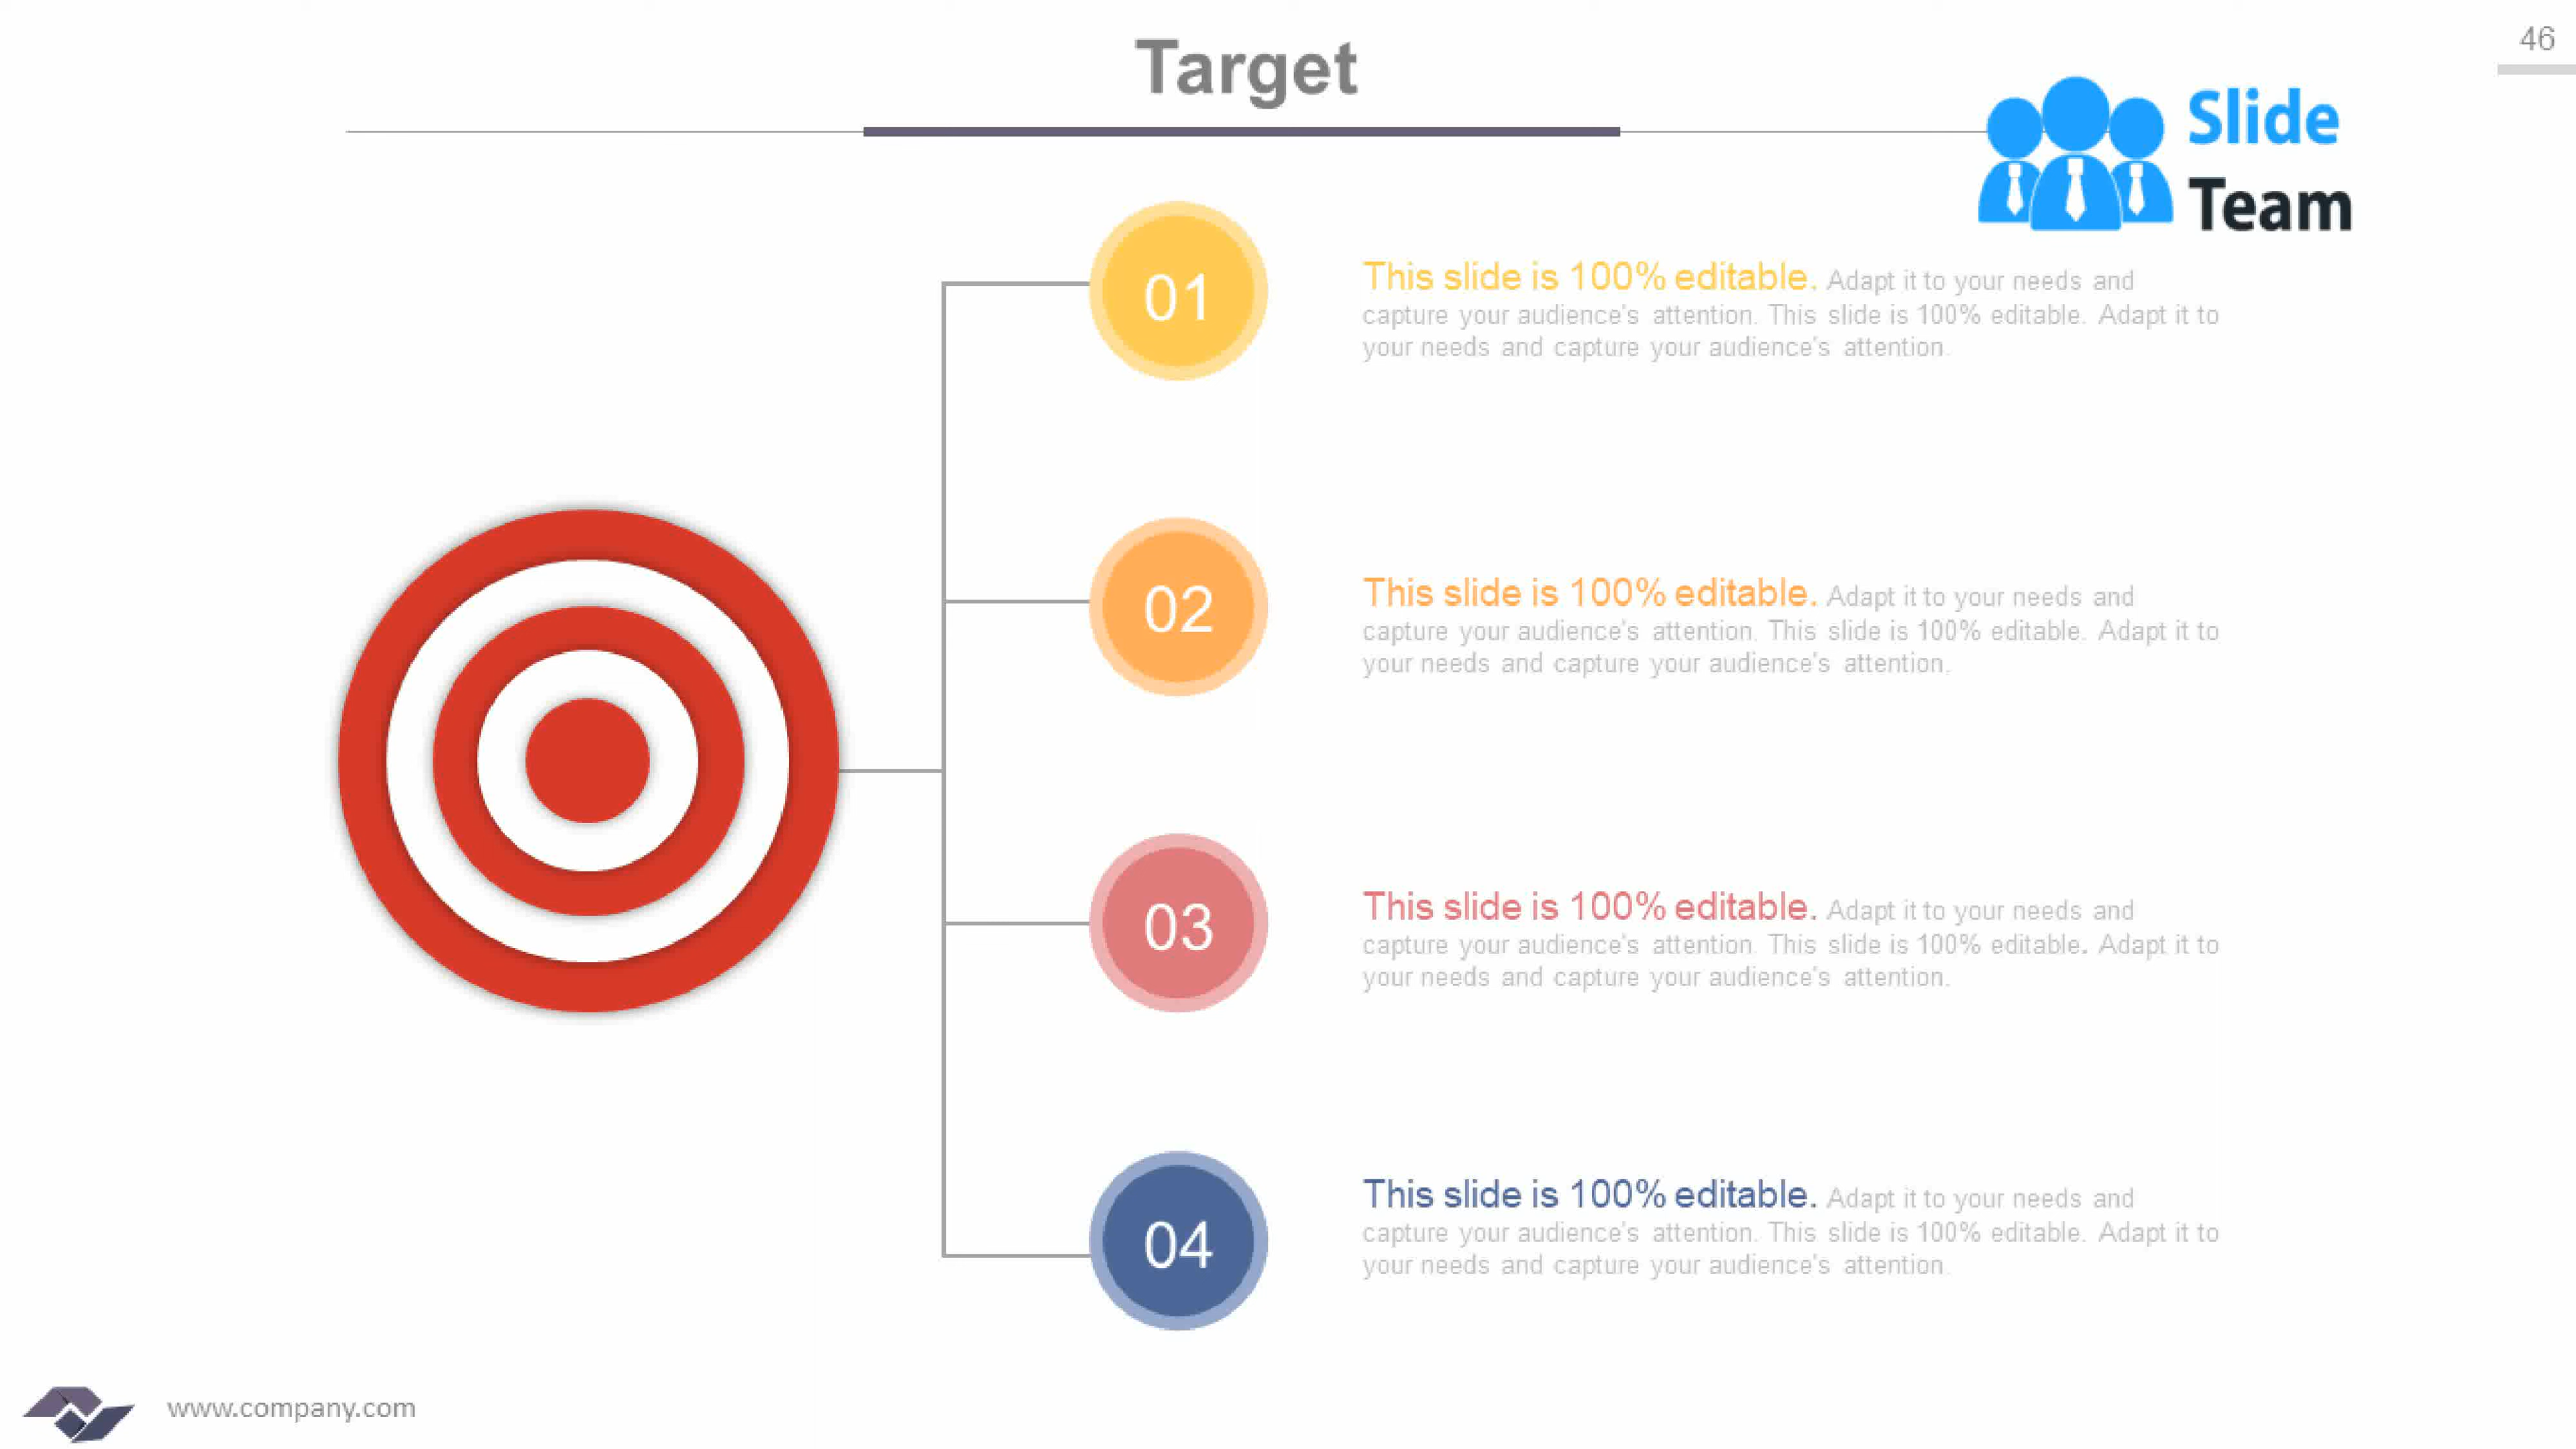 Target
46
Slide
Team
01
This slide is 100% editable. Adapt it to your needs and
capture your audience's attention. This slide is 100% editable. Adapt it to
your needs and capture your audience's attention.
02
This slide is 100% editable. Adapt it to your needs and
capture your audience's attention. This slide is 100% editable. Adapt it to
your needs and capture your audience's attention.
03
This slide is 100% editable. Adapt it to your needs and
capture your audience's attention. This slide is 100% editable. Adapt it to
your needs and capture your audience's attention.
04
This slide is 100% editable. Adapt it to your needs and
capture your audience's attention. This slide is 100% editable. Adapt it to
your needs and capture your audience's attention.
www.company.com